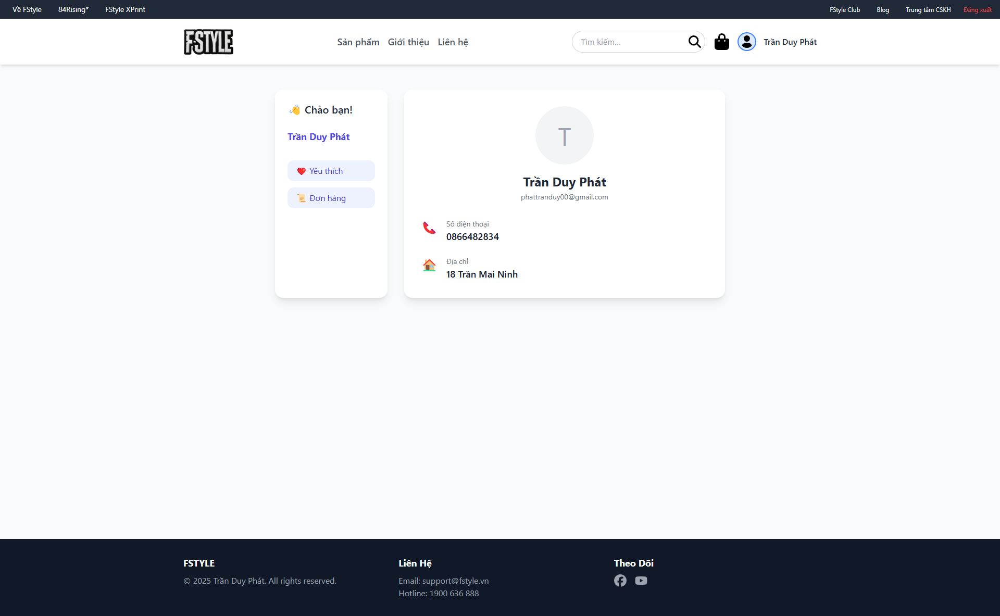 Về FStyle
84Rising*
FStyle XPrint
FStyle Club
Blog
Trung tâm CSKH
Đăng xuất
F-STYLE
Sản phẩm
Giới thiệu
Liên hệ
Tìm kiếm...
Trần Duy Phát
👋 Chào bạn!
Trần Duy Phát
❤️ Yêu thích
📜 Đơn hàng
T
Trần Duy Phát
phattranduy00@gmail.com
Số điện thoại
0866482834
Địa chỉ
18 Trần Mai Ninh
FSTYLE
© 2025 Trần Duy Phát. All rights reserved.
Liên Hệ
Email: support@fstyle.vn
Hotline: 1900 636 888
Theo Dõi